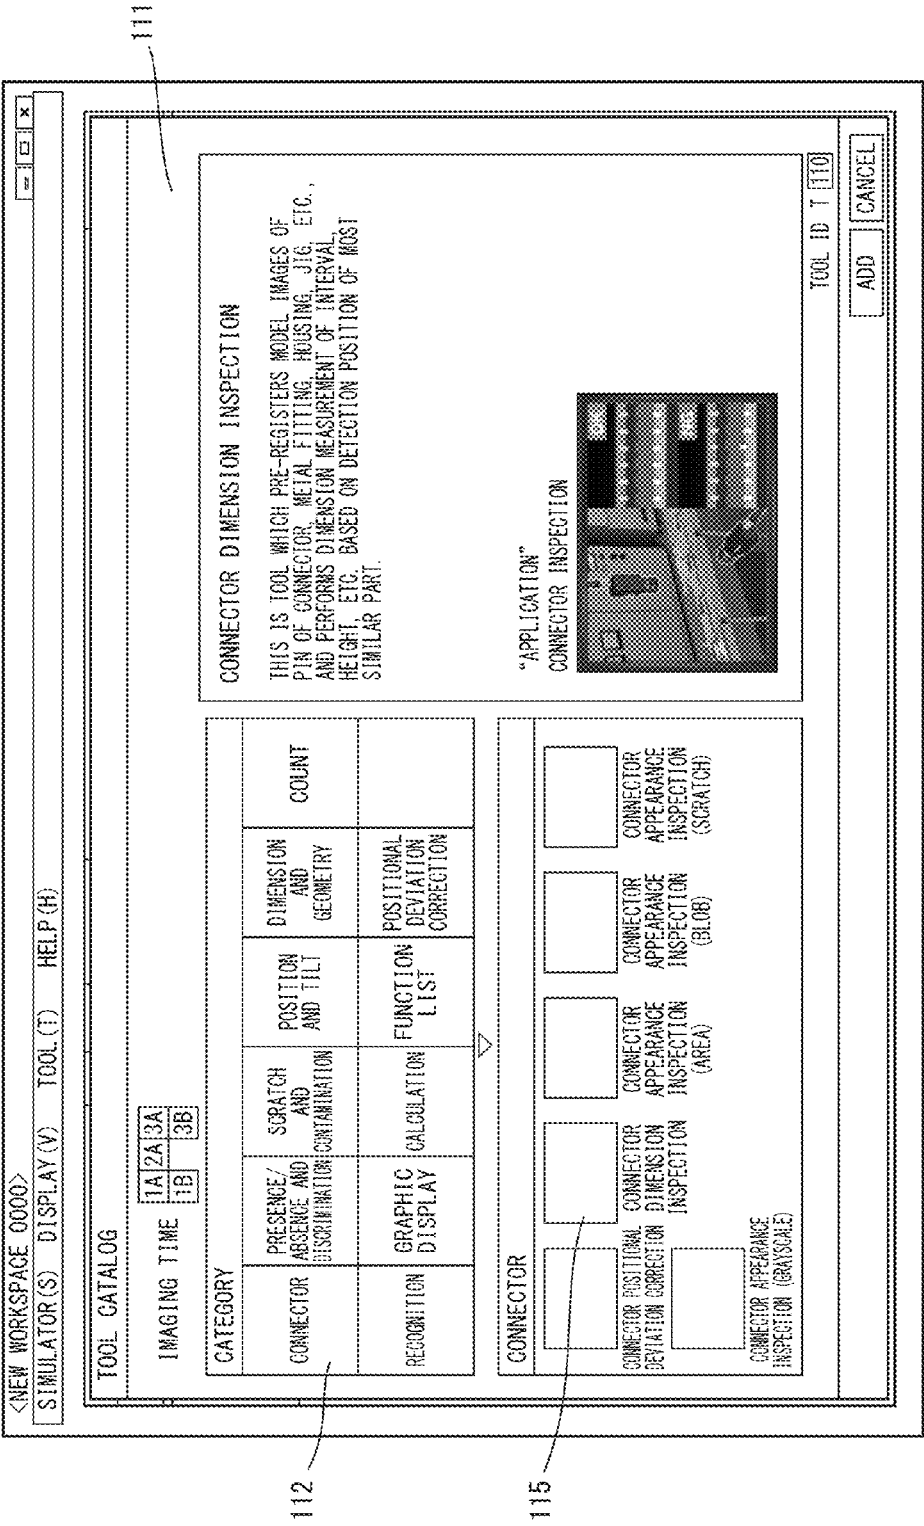 111
<NEW WORKSPACE 0000>
SIMULATOR(S) DISPLAY(V) TOOL(T) HELP(H)
TOOL CATALOG
IMAGING TIME
1A 2A 3A
1B 3B
CATEGORY
CONNECTOR
PRESENCE/
ABSENCE AND
DISCRIMINATION
SCRATCH
AND
CONTAMINATION
POSITION
AND TILT
DIMENSION
AND
GEOMETRY
COUNT
RECOGNITION
GRAPHIC
DISPLAY
CALCULATION
FUNCTION
LIST
POSITIONAL
DEVIATION
CORRECTION
112
CONNECTOR
CONNECTOR POSITIONAL
DEVIATION CORRECTION
CONNECTOR
DIMENSION
INSPECTION
CONNECTOR
APPEARANCE
INSPECTION
(AREA)
CONNECTOR
APPEARANCE
INSPECTION
(BLOB)
CONNECTOR
APPEARANCE
INSPECTION
(SCRATCH)
CONNECTOR APPEARANCE
INSPECTION (GRAYSCALE)
115
CONNECTOR DIMENSION INSPECTION
THIS IS TOOL WHICH PRE-REGISTERS MODEL IMAGES OF
PIN OF CONNECTOR, METAL FITTING, HOUSING, JIG, ETC.,
AND PERFORMS DIMENSION MEASUREMENT OF INTERVAL,
HEIGHT, ETC. BASED ON DETECTION POSITION OF MOST
SIMILAR PART.
“APPLICATION”
CONNECTOR INSPECTION
TOOL ID T 110
ADD CANCEL